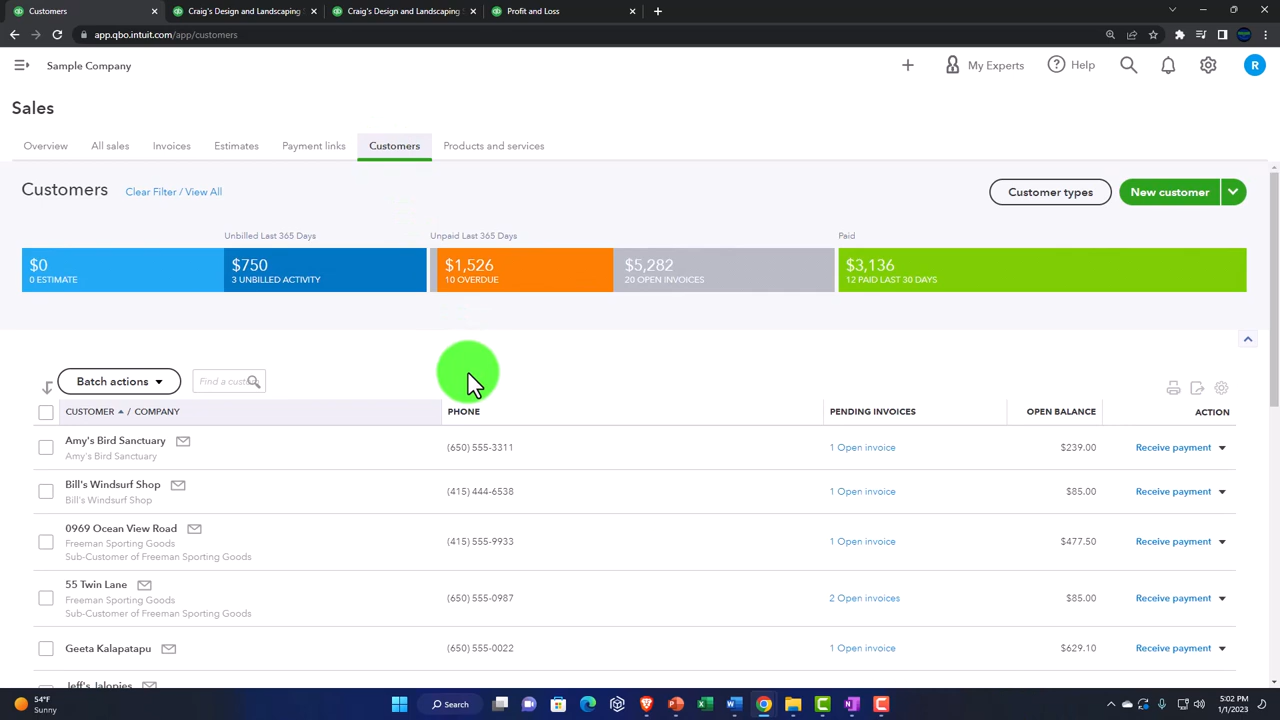 Customers
Craig's Design and Landscaping S
Craig's Design and Landscaping S
Profit and Loss
app.qbo.intuit.com/app/customers
Sample Company
My Experts
Help
R
Sales
Overview
All sales
Invoices
Estimates
Payment links
Customers
Products and services
Customers
Clear Filter / View All
Customer types
New customer
Unbilled Last 365 Days
Unpaid Last 365 Days
Paid
$0
0 ESTIMATE
$750
3 UNBILLED ACTIVITY
$1,526
10 OVERDUE
$5,282
20 OPEN INVOICES
$3,136
12 PAID LAST 30 DAYS
Batch actions
Find a custom
CUSTOMER / COMPANY
PHONE
PENDING INVOICES
OPEN BALANCE
ACTION
Amy's Bird Sanctuary
Amy's Bird Sanctuary
(650) 555-3311
1 Open invoice
$239.00
Receive payment
Bill's Windsurf Shop
Bill's Windsurf Shop
(415) 444-6538
1 Open invoice
$85.00
Receive payment
0969 Ocean View Road
Freeman Sporting Goods
Sub-Customer of Freeman Sporting Goods
(415) 555-9933
1 Open invoice
$477.50
Receive payment
55 Twin Lane
Freeman Sporting Goods
Sub-Customer of Freeman Sporting Goods
(650) 555-0987
2 Open invoices
$85.00
Receive payment
Geeta Kalapatapu
(650) 555-0022
1 Open invoice
$629.10
Receive payment
Jeff's Jalopies
54°F
Sunny
Search
5:02 PM
1/1/2023